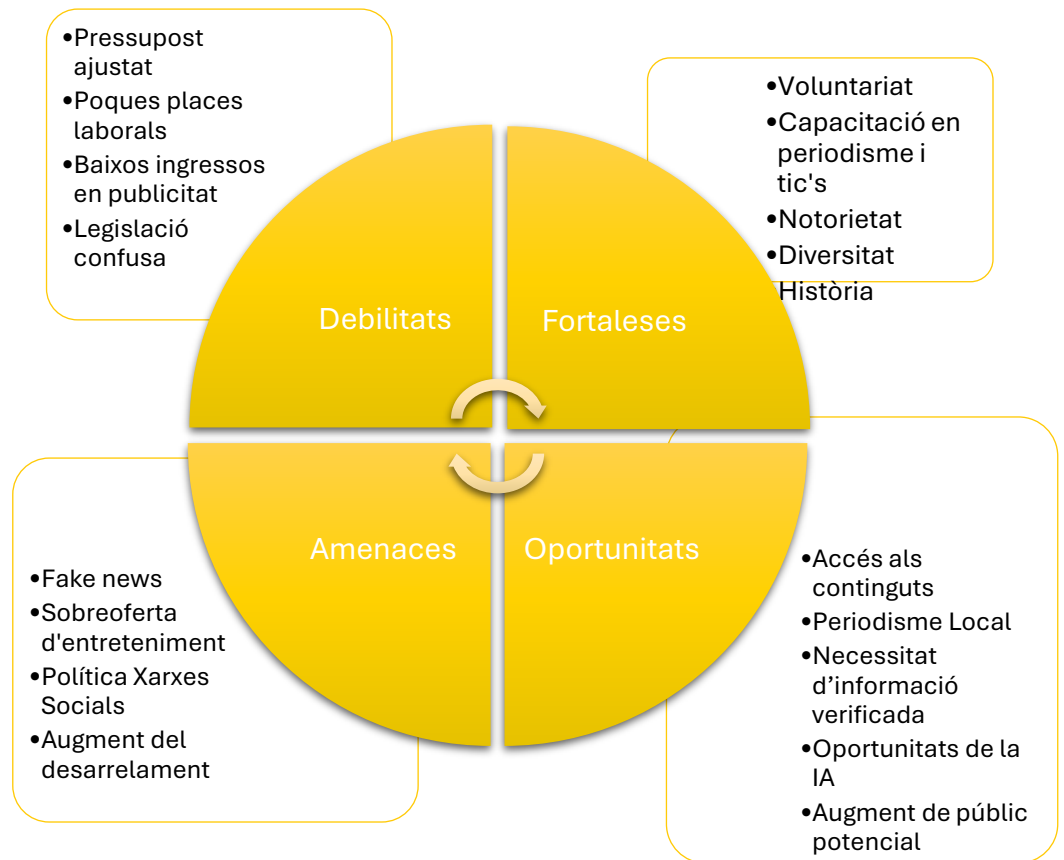 •Pressupost
ajustat
•Poques places
laborals
•Baixos ingressos
en publicitat
•Legislació
confusa
•Voluntariat
•Capacitació en
periodisme i
tic's
•Notorietat
•Diversitat
•Història
Debilitats
Fortaleses
Amenaces
Oportunitats
•Fake news
•Sobreoferta
d'entreteniment
•Política Xarxes
Socials
•Augment del
desarrelament
•Accés als
continguts
•Periodisme Local
•Necessitat
d’informació
verificada
•Oportunitats de la
IA
•Augment de públic
potencial